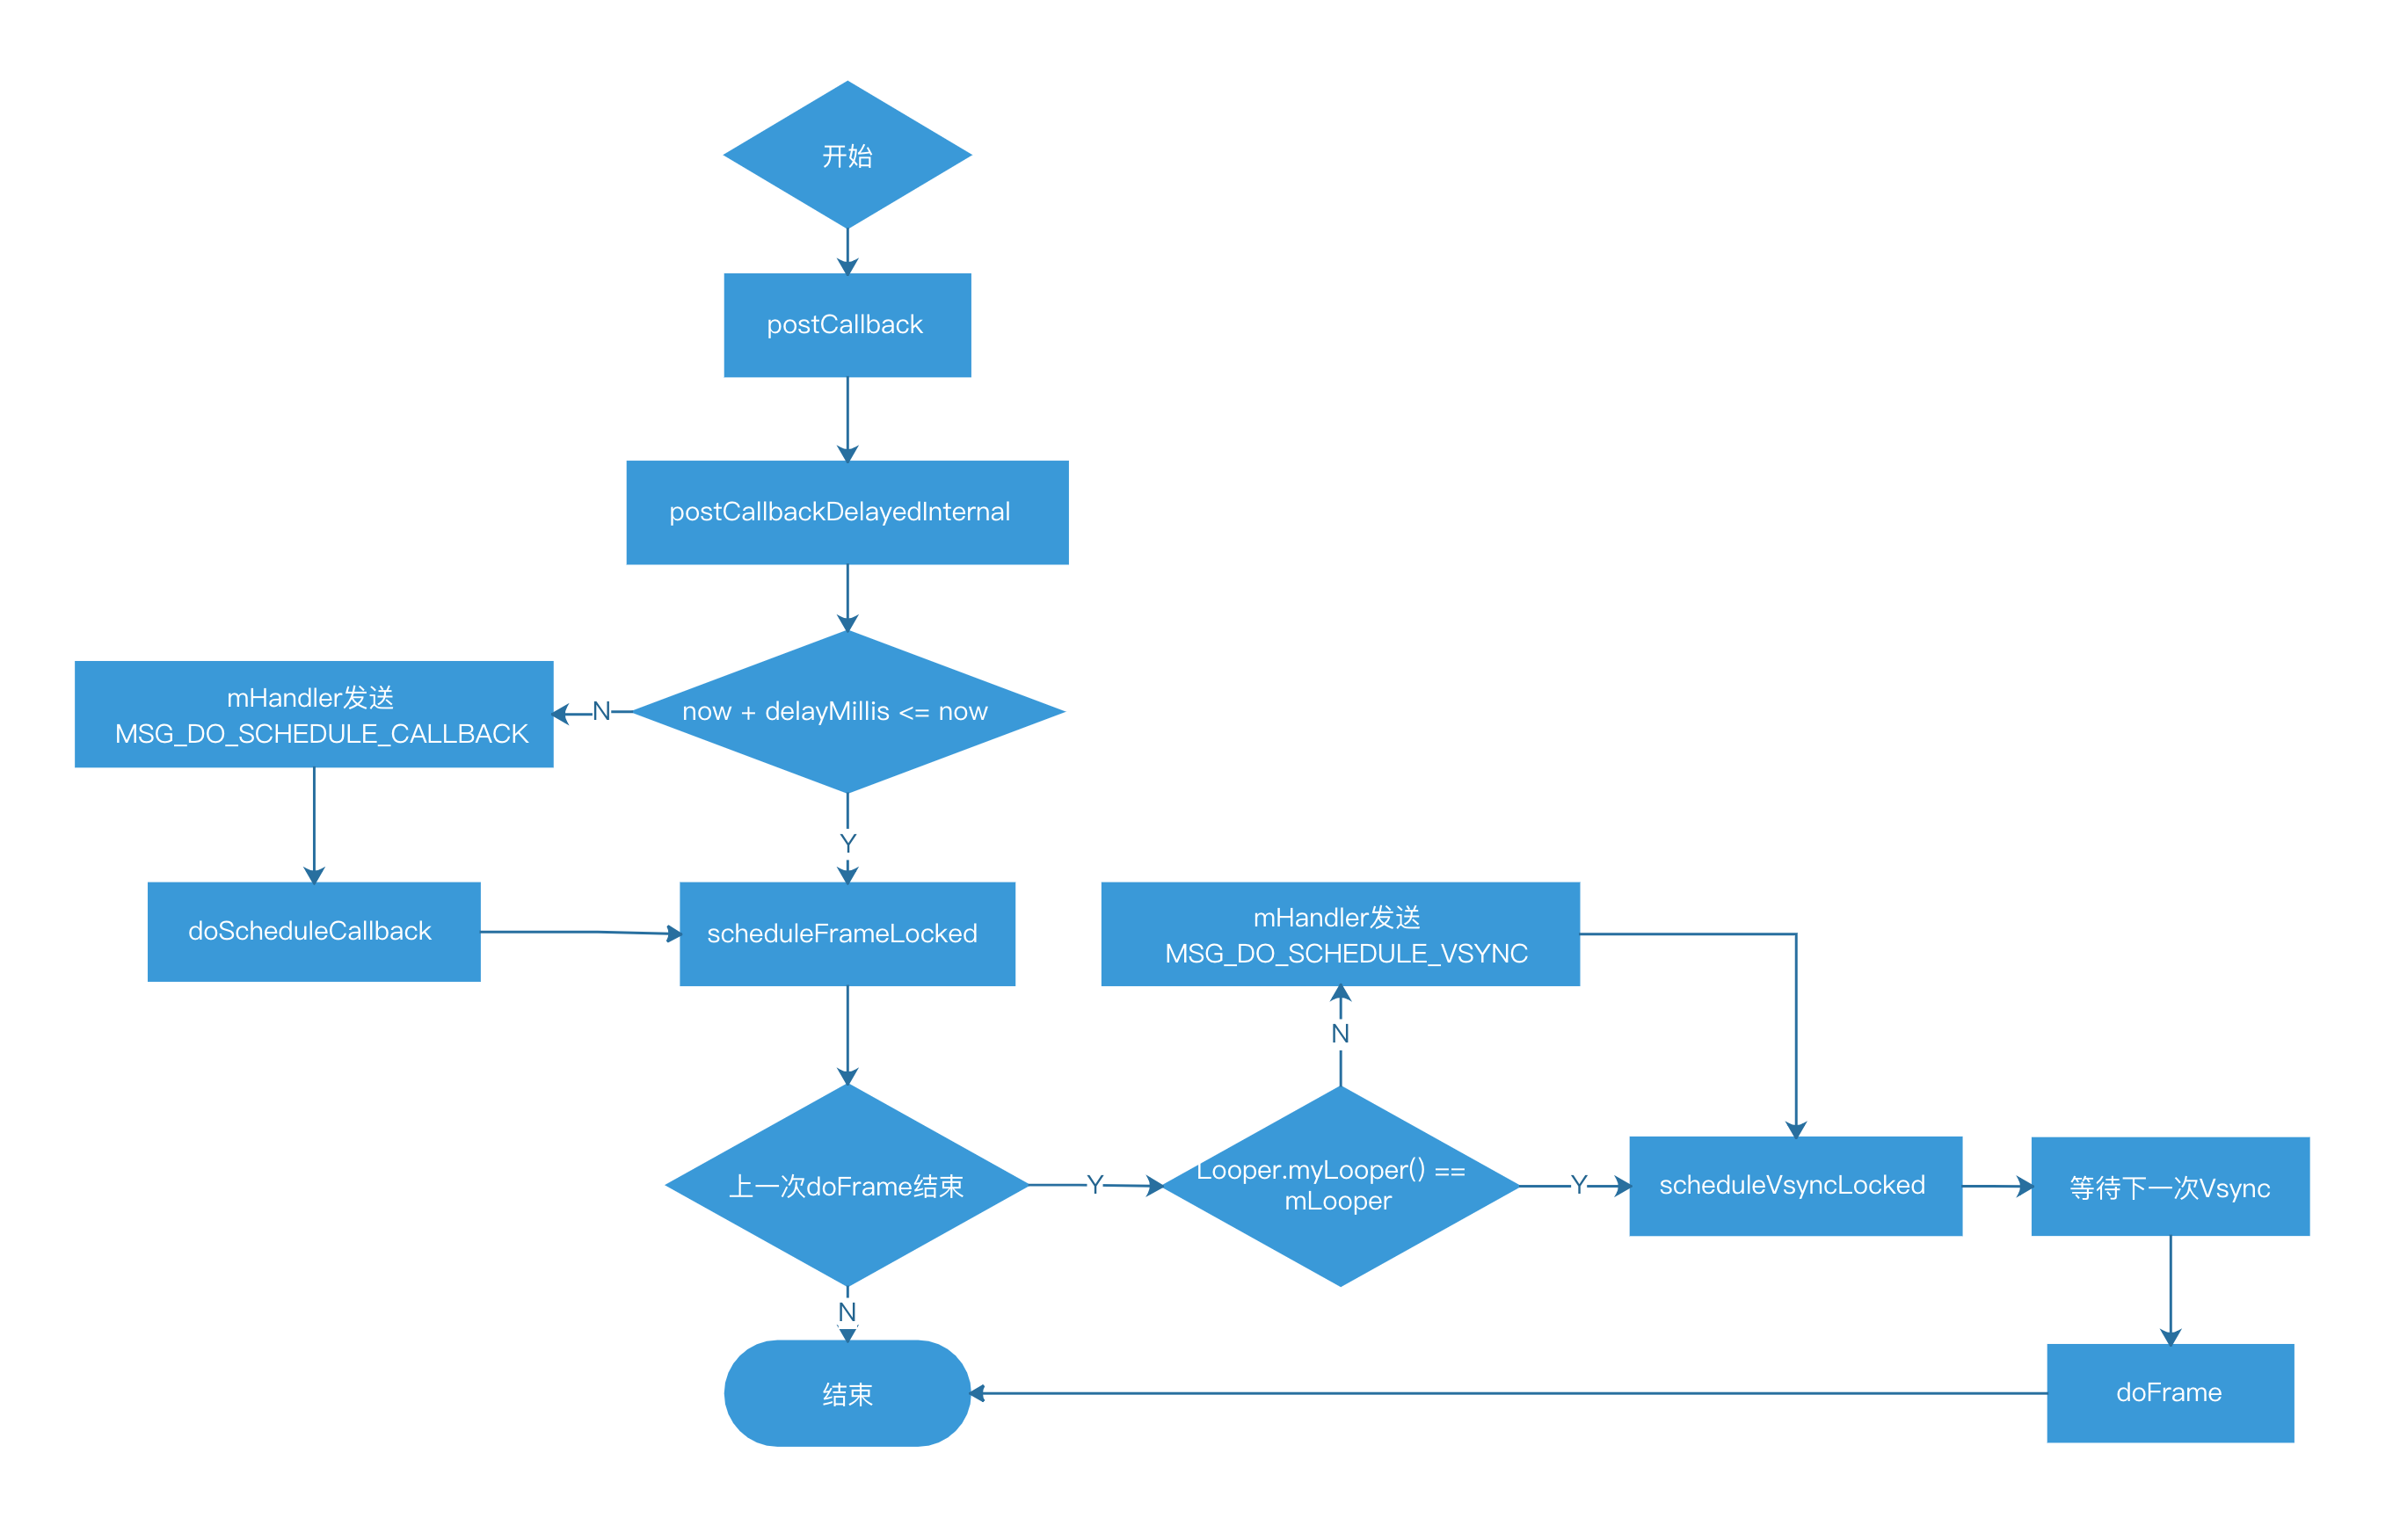 开始
postCallback
postCallbackDelayedInternal
now + delayMillis <= now
N
mHandler发送
MSG_DO_SCHEDULE_CALLBACK
Y
doScheduleCallback
scheduleFrameLocked
mHandler发送
MSG_DO_SCHEDULE_VSYNC
N
上一次doFrame结束
Y
Looper.myLooper() ==
mLooper
Y
scheduleVsyncLocked
等待下一次Vsync
N
结束
doFrame